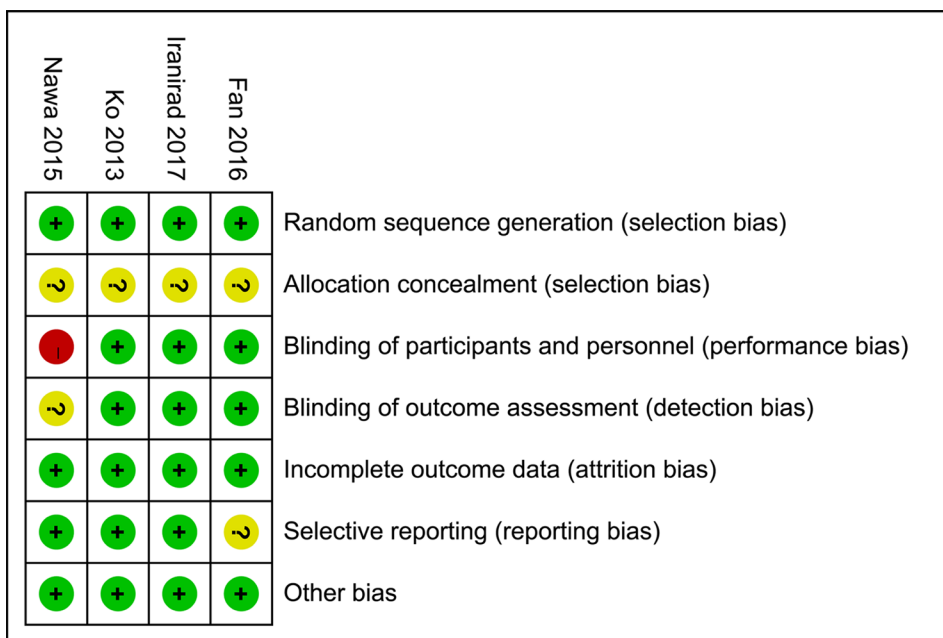 Nawa 2015
Ko 2013
Iranirad 2017
Fan 2016
+ + + + Random sequence generation (selection bias)
? ? ? ? Allocation concealment (selection bias)
– + + + Blinding of participants and personnel (performance bias)
? + + + Blinding of outcome assessment (detection bias)
+ + + + Incomplete outcome data (attrition bias)
+ + + ? Selective reporting (reporting bias)
+ + + + Other bias